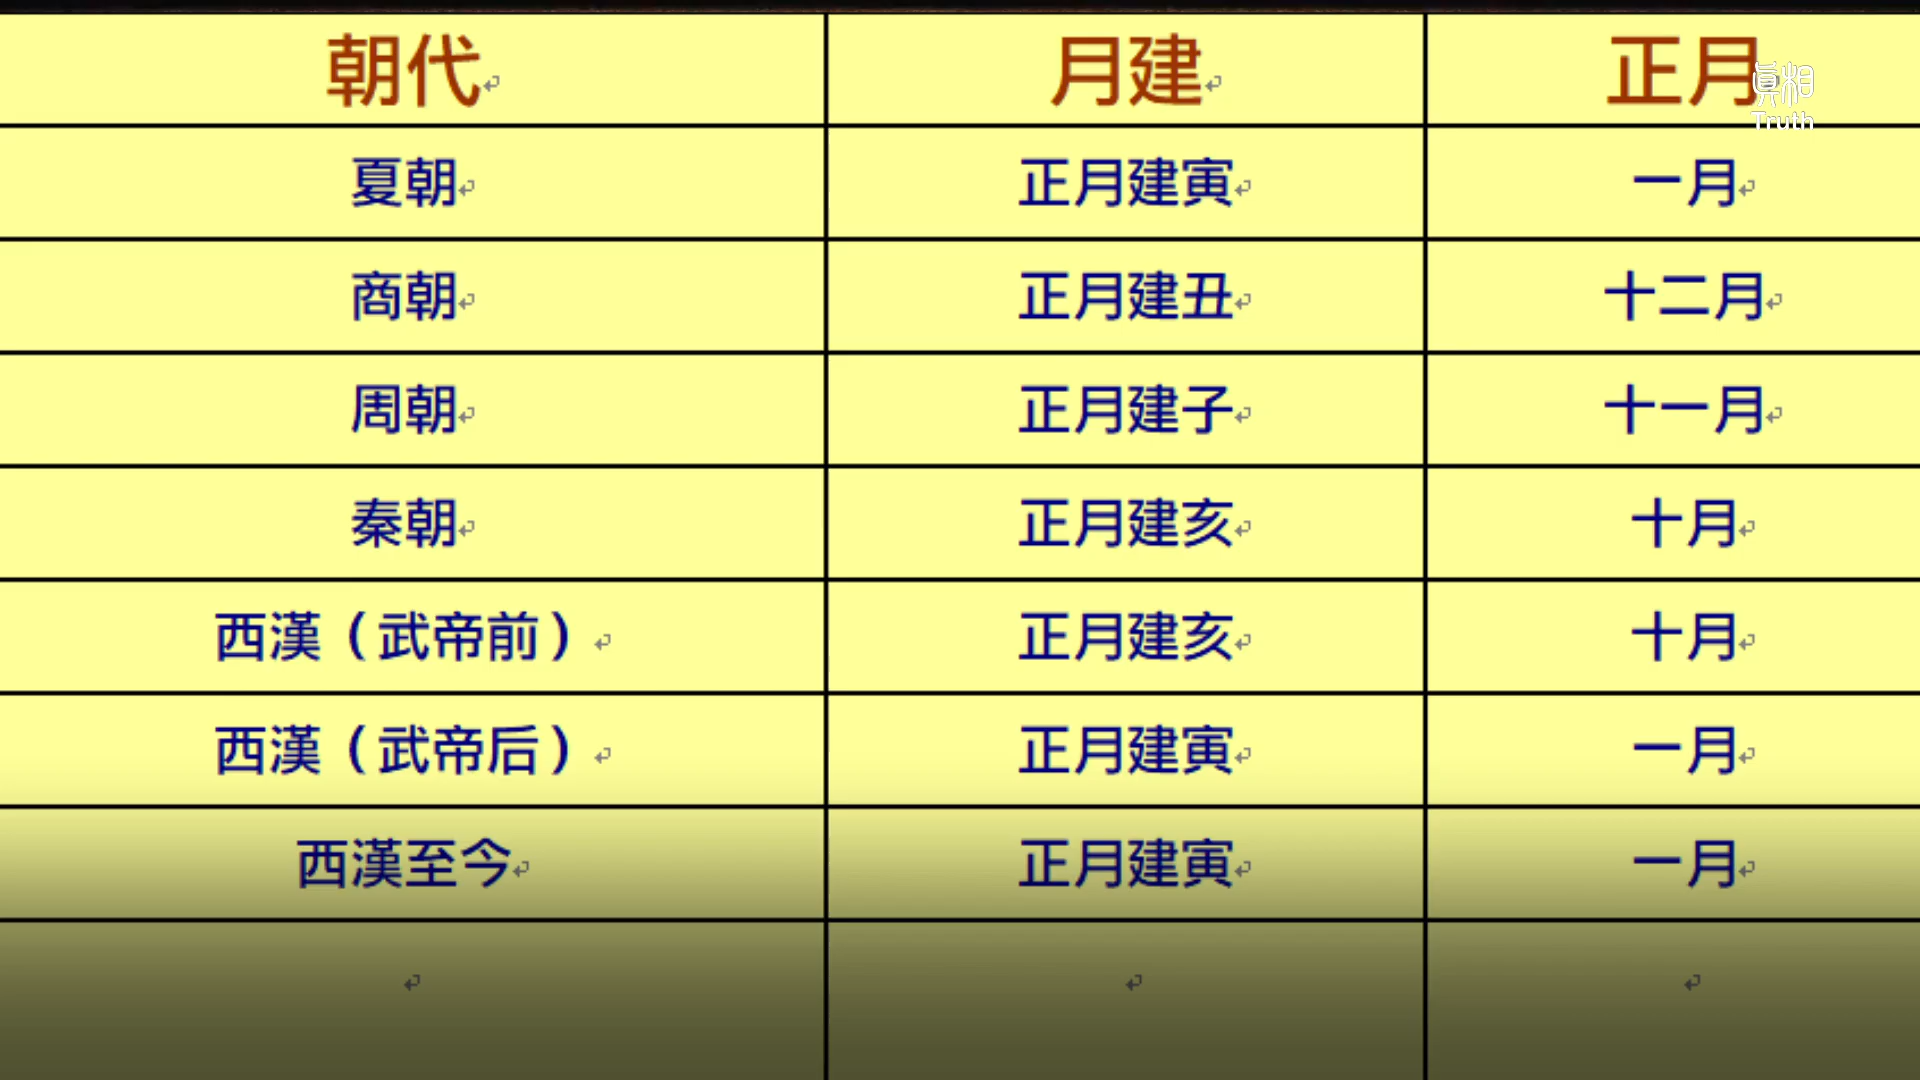 朝代 月建 正月
真相
Truth
夏朝 正月建寅 一月
商朝 正月建丑 十二月
周朝 正月建子 十一月
秦朝 正月建亥 十月
西漢（武帝前） 正月建亥 十月
西漢（武帝后） 正月建寅 一月
西漢至今 正月建寅 一月